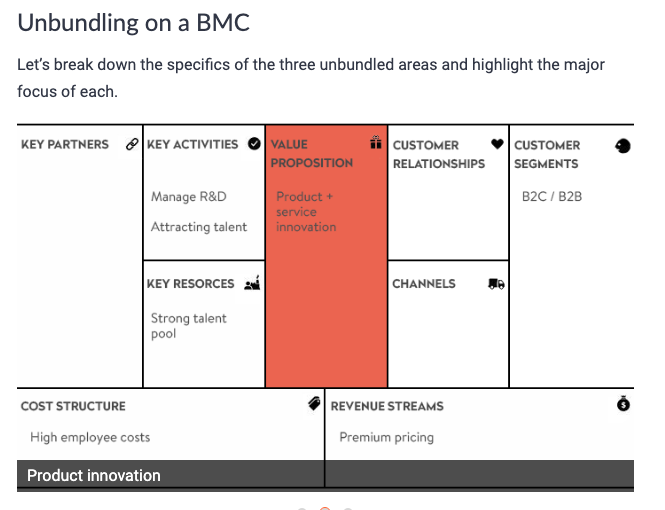 Unbundling on a BMC
Let's break down the specifics of the three unbundled areas and highlight the major
focus of each.
KEY PARTNERS
KEY ACTIVITIES
Manage R&D
Attracting talent
KEY RESORCES
Strong talent
pool
VALUE
PROPOSITION
Product +
service
innovation
CUSTOMER
RELATIONSHIPS
CHANNELS
CUSTOMER
SEGMENTS
B2C / B2B
COST STRUCTURE
High employee costs
REVENUE STREAMS
$
Premium pricing
Product innovation